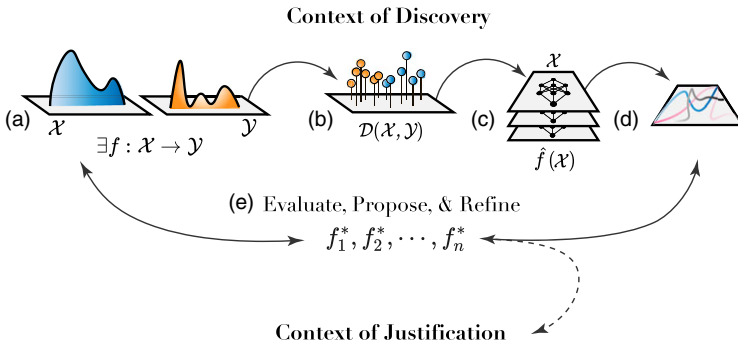 Context of Discovery
(a)
𝒳
𝒴
∃f : 𝒳 → 𝒴
(b)
𝒟(𝒳, 𝒴)
(c)
𝒳
f̂(𝒳)
(d)
(e) Evaluate, Propose, & Refine
f₁*, f₂*, ⋯, fₙ*
Context of Justification